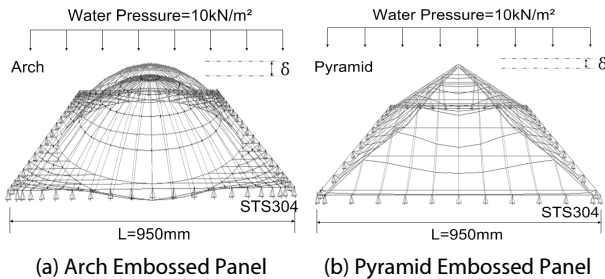 Water Pressure=10kN/m²
Arch
δ
STS304
L=950mm
(a) Arch Embossed Panel
Water Pressure=10kN/m²
Pyramid
δ
STS304
L=950mm
(b) Pyramid Embossed Panel